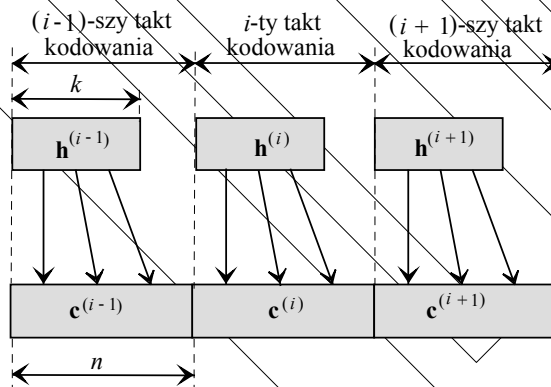 (i-1)-szy takt kodowania
i-ty takt kodowania
(i + 1)-szy takt kodowania
k
h^(i-1)
h^(i)
h^(i+1)
c^(i-1)
c^(i)
c^(i+1)
n